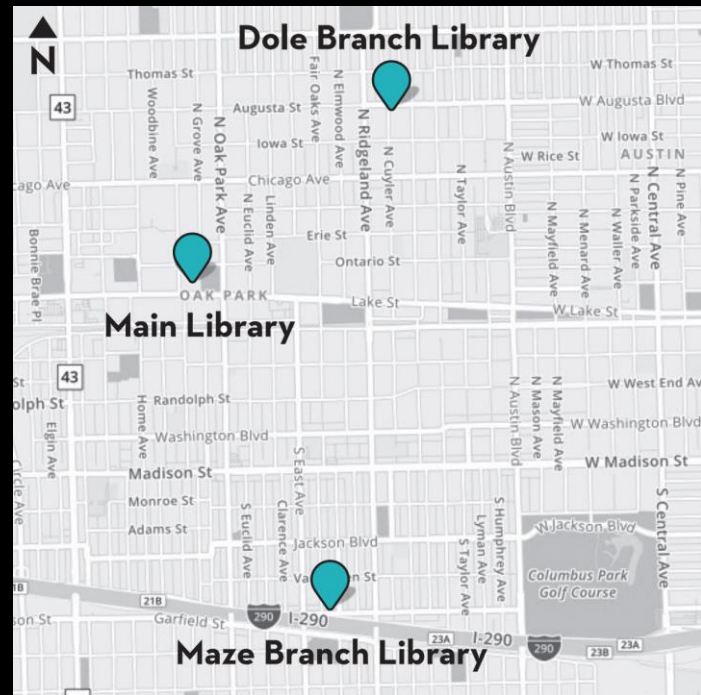 N
Dole Branch Library
Thomas St
W Thomas St
43
Woodbine Ave
N Grove Ave
N Oak Park Ave
Fair Oaks Ave
N Elmwood Ave
N Ridgeland Ave
Augusta St
W Augusta Blvd
Iowa St
W Iowa St
N Cuyler Ave
W Rice St
AUSTIN
cago Ave
Chicago Ave
N Euclid Ave
Linden Ave
N Taylor Ave
N Austin Blvd
N Mayfield Ave
N Menard Ave
N Waller Ave
N Parkside Ave
N Central Ave
N Pine Ave
Erie St
Bonnie Brae Pl
Ontario St
OAK PARK
Lake St
W Lake St
Main Library
43
St
W West End Av
olph St
Randolph St
Home Ave
N Austin Blvd
N Mason Ave
N Mayfield Ave
Elgin Ave
Washington Blvd
W Washington Blvd
S East Ave
Madison St
W Madison St
Circle Ave
Monroe St
Adams St
S Euclid Ave
Clarence Ave
Jackson Blvd
S Taylor Ave
Lyman Ave
S Humphrey Ave
N Jackson Blvd
S Central Ave
Columbus Park
Golf Course
St
1B
21B
son St
Garfield St
290
I-290
23A
I-290
290
23B
23A
Maze Branch Library